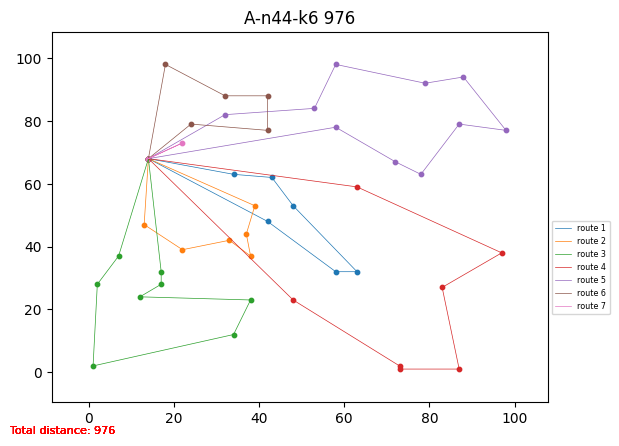 A-n44-k6 976
100
80
60
40
20
0
0 20 40 60 80 100
route 1
route 2
route 3
route 4
route 5
route 6
route 7
Total distance: 976